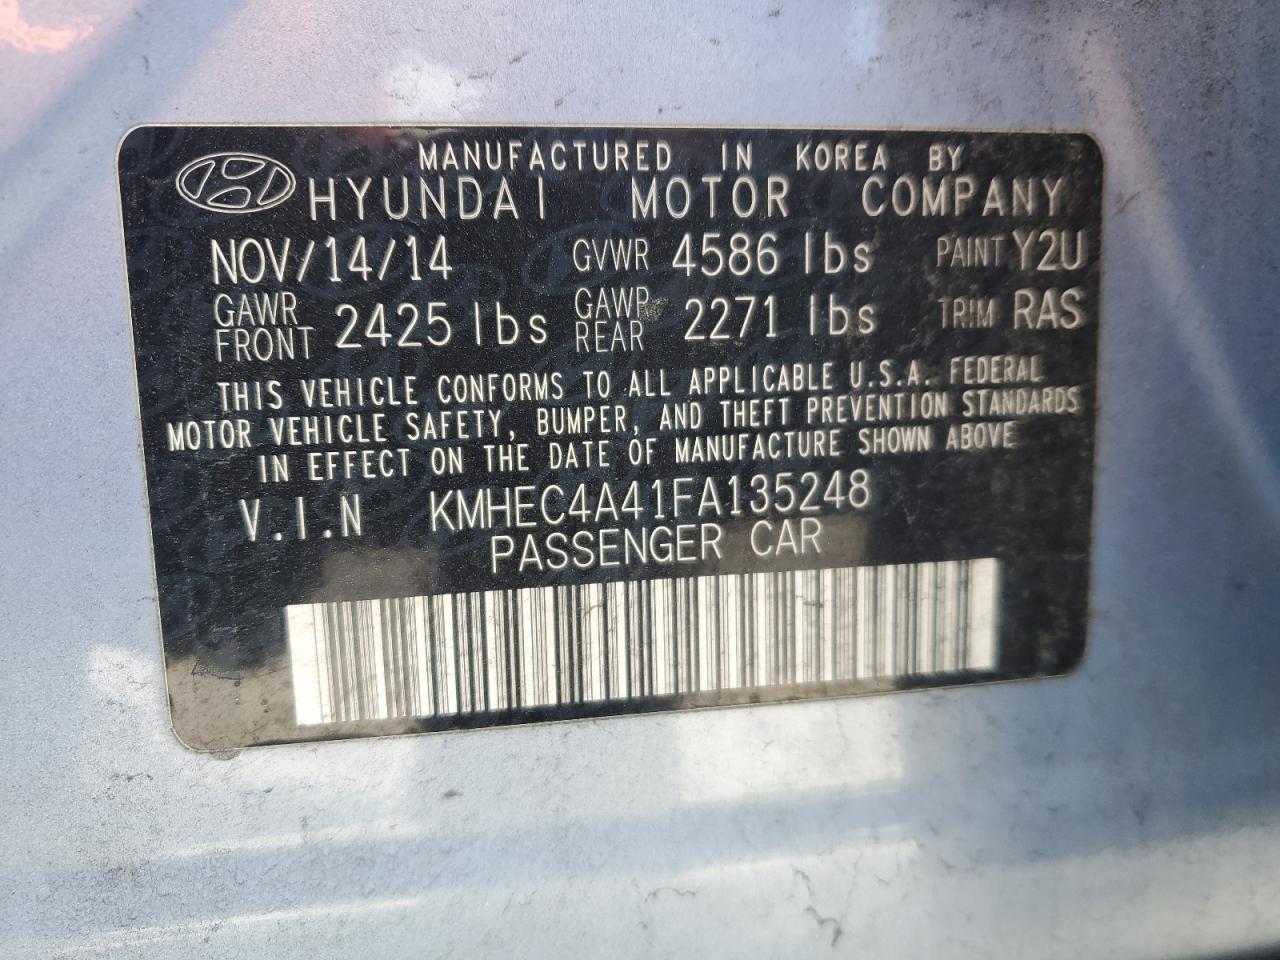 MANUFACTURED IN KOREA BY
HYUNDAI MOTOR COMPANY
NOV/14/14 GVWR 4586 lbs PAINT Y2U
GAWR FRONT 2425 lbs GAWR REAR 2271 lbs TRIM RAS
THIS VEHICLE CONFORMS TO ALL APPLICABLE U.S.A. FEDERAL
MOTOR VEHICLE SAFETY, BUMPER, AND THEFT PREVENTION STANDARDS
IN EFFECT ON THE DATE OF MANUFACTURE SHOWN ABOVE
V.I.N KMHEC4A41FA135248
PASSENGER CAR